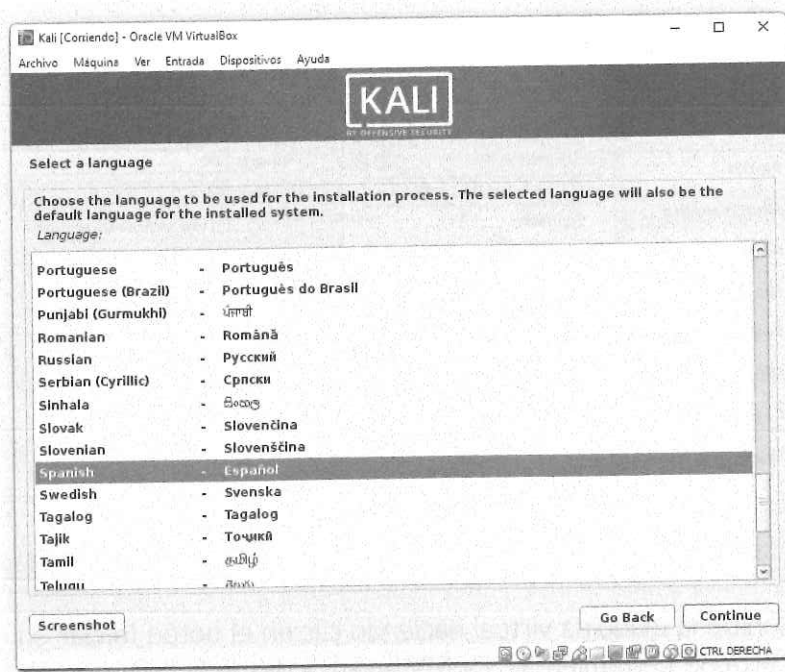 Kali [Corriendo] - Oracle VM VirtualBox
Archivo Máquina Ver Entrada Dispositivos Ayuda
KALI
BY OFFENSIVE SECURITY
Select a language
Choose the language to be used for the installation process. The selected language will also be the
default language for the installed system.
Language:
Portuguese - Português
Portuguese (Brazil) - Português do Brasil
Punjabi (Gurmukhi) - ਪੰਜਾਬੀ
Romanian - Română
Russian - Русский
Serbian (Cyrillic) - Српски
Sinhala - සිංහල
Slovak - Slovenčina
Slovenian - Slovenščina
Spanish - Español
Swedish - Svenska
Tagalog - Tagalog
Tajik - Тоҷикӣ
Tamil - தமிழ்
Telugu - తెలుగు
Screenshot
Go Back
Continue
CTRL DERECHA